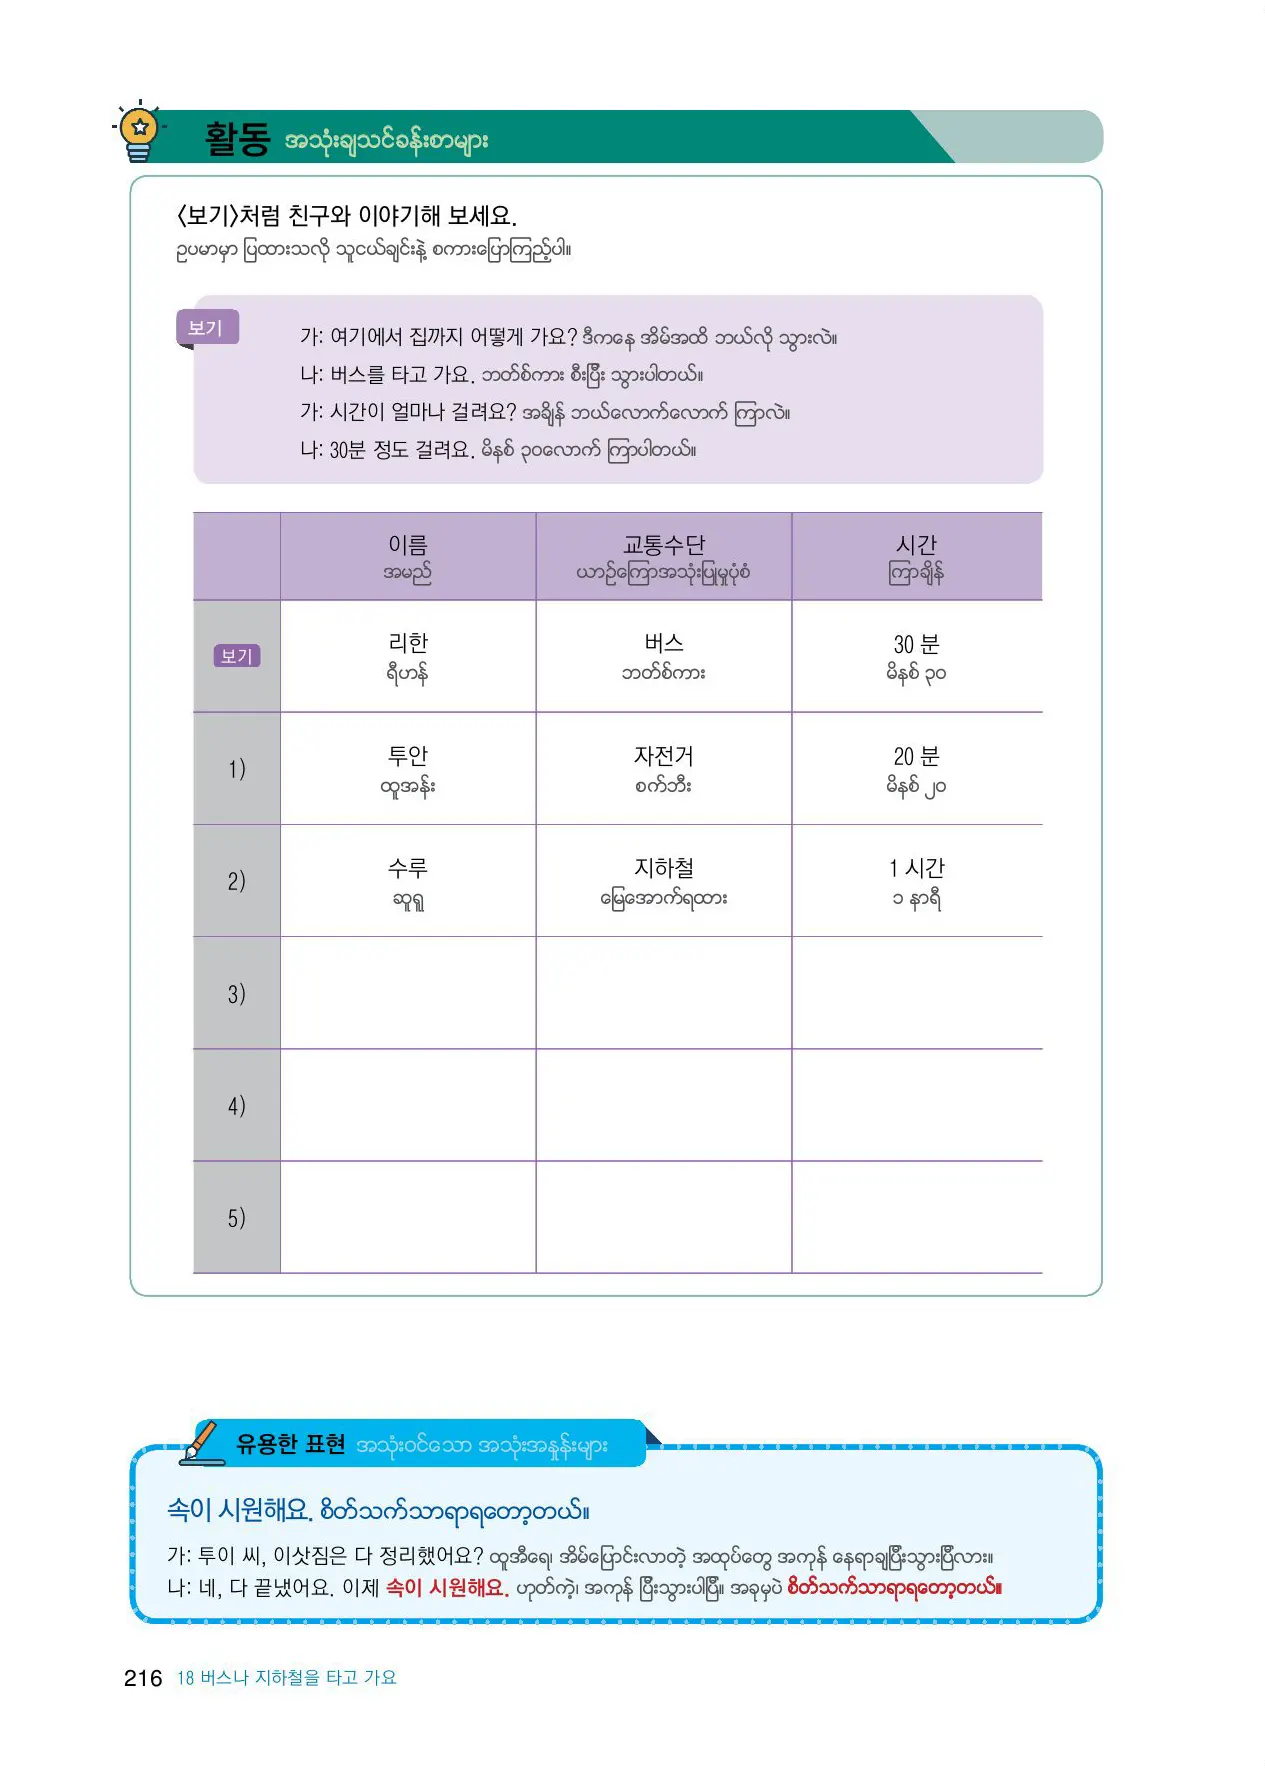 활동 အသုံးချသင်ခန်းစာများ
〈보기〉처럼 친구와 이야기해 보세요.
ဥပမာမှာ ပြထားသလို သူငယ်ချင်းနဲ့ စကားပြောကြည့်ပါ။
보기
가: 여기에서 집까지 어떻게 가요? ဒီကနေ အိမ်အထိ ဘယ်လို သွားလဲ။
나: 버스를 타고 가요. ဘတ်စ်ကား စီးပြီး သွားပါတယ်။
가: 시간이 얼마나 걸려요? အချိန် ဘယ်လောက်လောက် ကြာလဲ။
나: 30분 정도 걸려요. မိနစ် ၃၀လောက် ကြာပါတယ်။
이름 교통수단 시간
အမည် ယာဉ်ကြောအသုံးပြုမှုပုံစံ ကြာချိန်
보기 리한 버스 30 분
ရီဟန် ဘတ်စ်ကား မိနစ် ၃၀
1) 투안 자전거 20 분
ထူအန်း စက်ဘီး မိနစ် ၂၀
2) 수루 지하철 1 시간
ဆူရူ မြေအောက်ရထား ၁ နာရီ
3)
4)
5)
유용한 표현 အသုံးဝင်သော အသုံးအနှုန်းများ
속이 시원해요. စိတ်သက်သာရာရတော့တယ်။
가: 투이 씨, 이삿짐은 다 정리했어요? ထူအီရေ၊ အိမ်ပြောင်းလာတဲ့ အထုပ်တွေ အကုန် နေရာချပြီးသွားပြီလား။
나: 네, 다 끝냈어요. 이제 속이 시원해요. ဟုတ်ကဲ့၊ အကုန် ပြီးသွားပါပြီ။ အခုမှပဲ စိတ်သက်သာရာရတော့တယ်။
216 18 버스나 지하철을 타고 가요